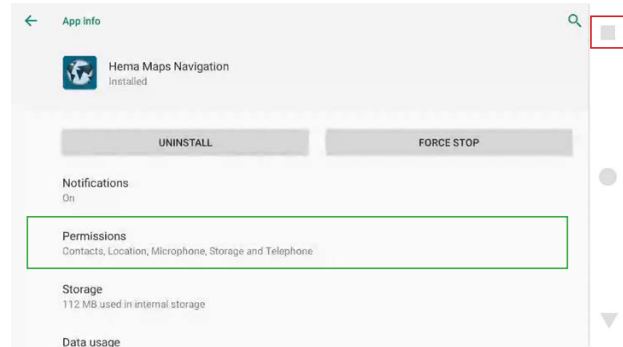 App info
Hema Maps Navigation
Installed
UNINSTALL
FORCE STOP
Notifications
On
Permissions
Contacts, Location, Microphone, Storage and Telephone
Storage
112 MB used in internal storage
Data usage